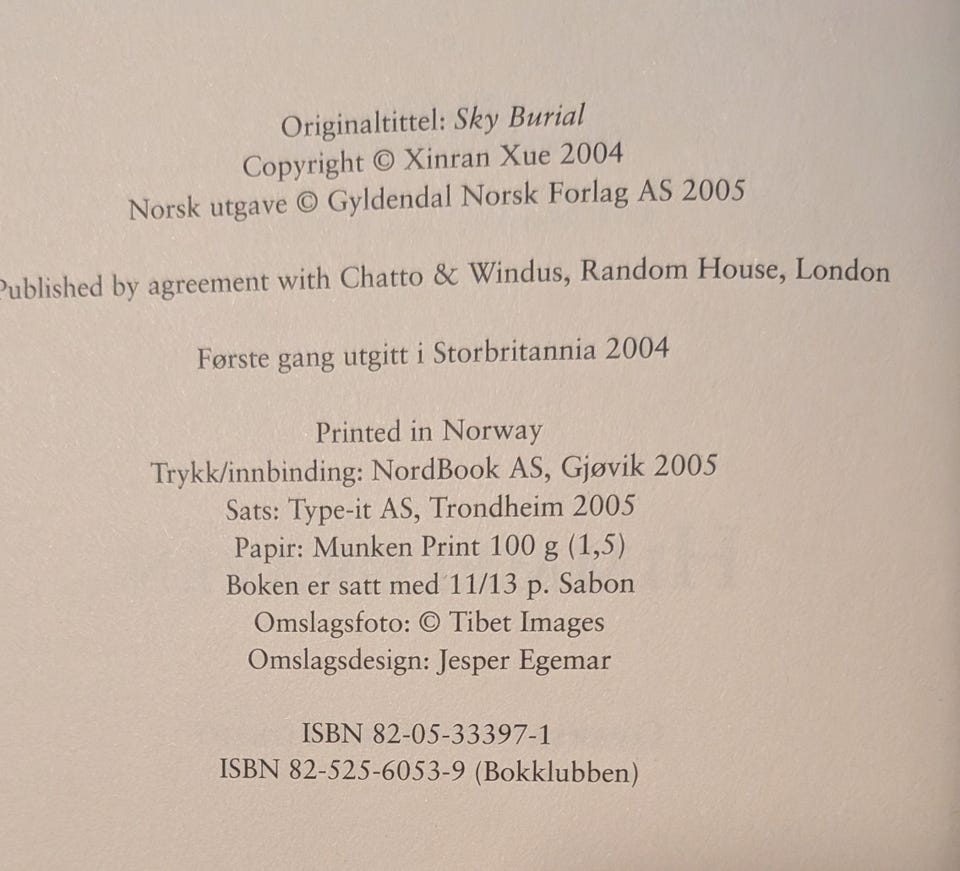 Originaltittel: Sky Burial
Copyright © Xinran Xue 2004
Norsk utgave © Gyldendal Norsk Forlag AS 2005
Published by agreement with Chatto & Windus, Random House, London
Første gang utgitt i Storbritannia 2004
Printed in Norway
Trykk/innbinding: NordBook AS, Gjøvik 2005
Sats: Type-it AS, Trondheim 2005
Papir: Munken Print 100 g (1,5)
Boken er satt med 11/13 p. Sabon
Omslagsfoto: © Tibet Images
Omslagsdesign: Jesper Egemar
ISBN 82-05-33397-1
ISBN 82-525-6053-9 (Bokklubben)